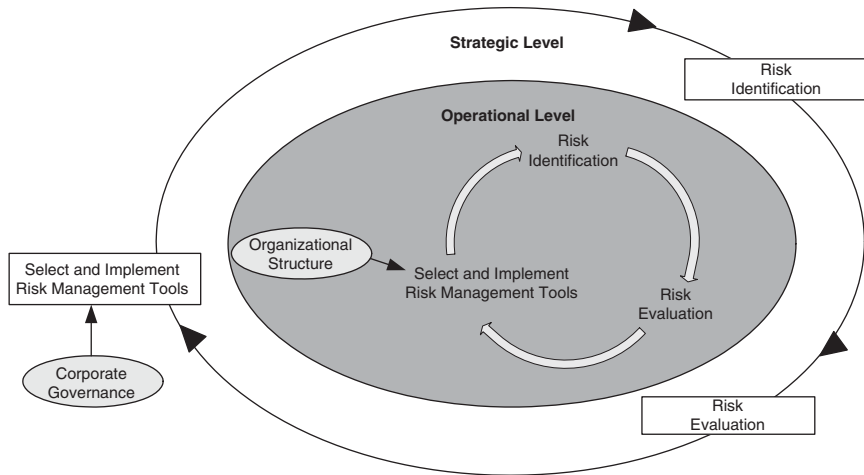 Strategic Level
Risk
Identification
Operational Level
Risk
Identification
Organizational
Structure
Select and Implement
Risk Management Tools
Select and Implement
Risk Management Tools
Risk
Evaluation
Corporate
Governance
Risk
Evaluation